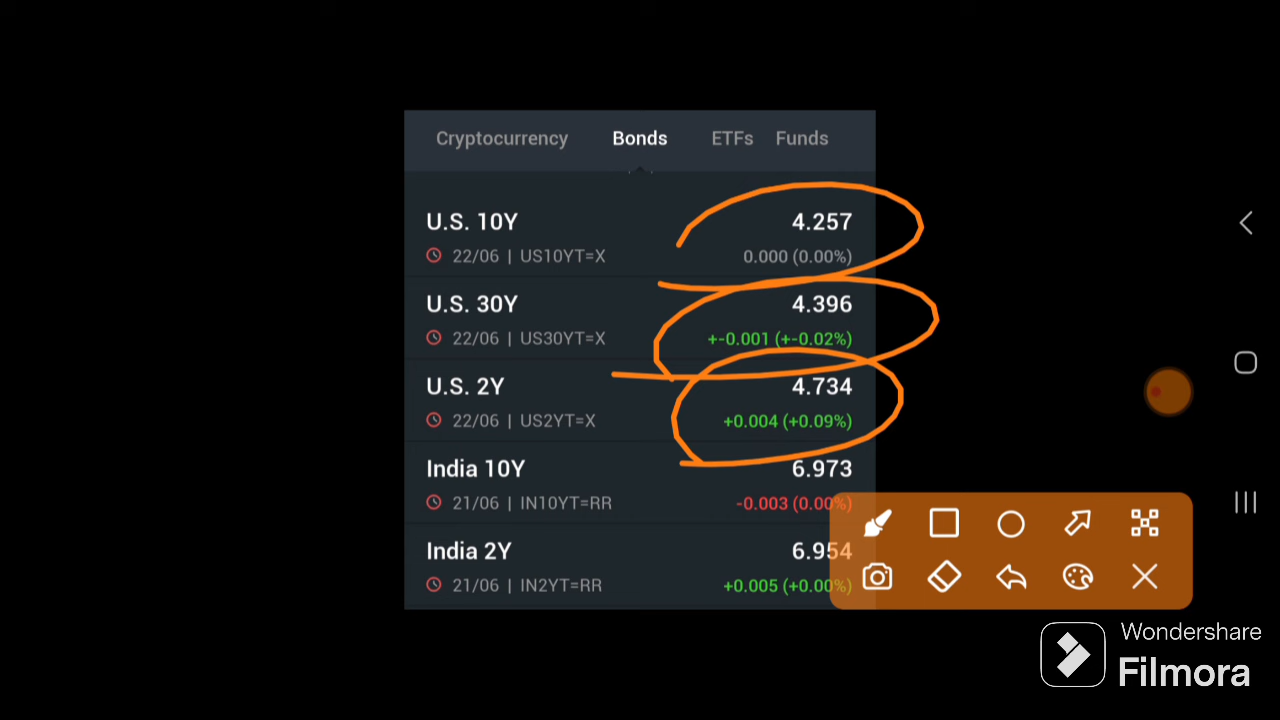 Cryptocurrency Bonds ETFs Funds
U.S. 10Y 4.257
22/06 | US10YT=X 0.000 (0.00%)
U.S. 30Y 4.396
22/06 | US30YT=X +-0.001 (+-0.02%)
U.S. 2Y 4.734
22/06 | US2YT=X +0.004 (+0.09%)
India 10Y 6.973
21/06 | IN10YT=RR -0.003 (0.00%)
India 2Y 6.954
21/06 | IN2YT=RR +0.005 (+0.00%)
Wondershare
Filmora